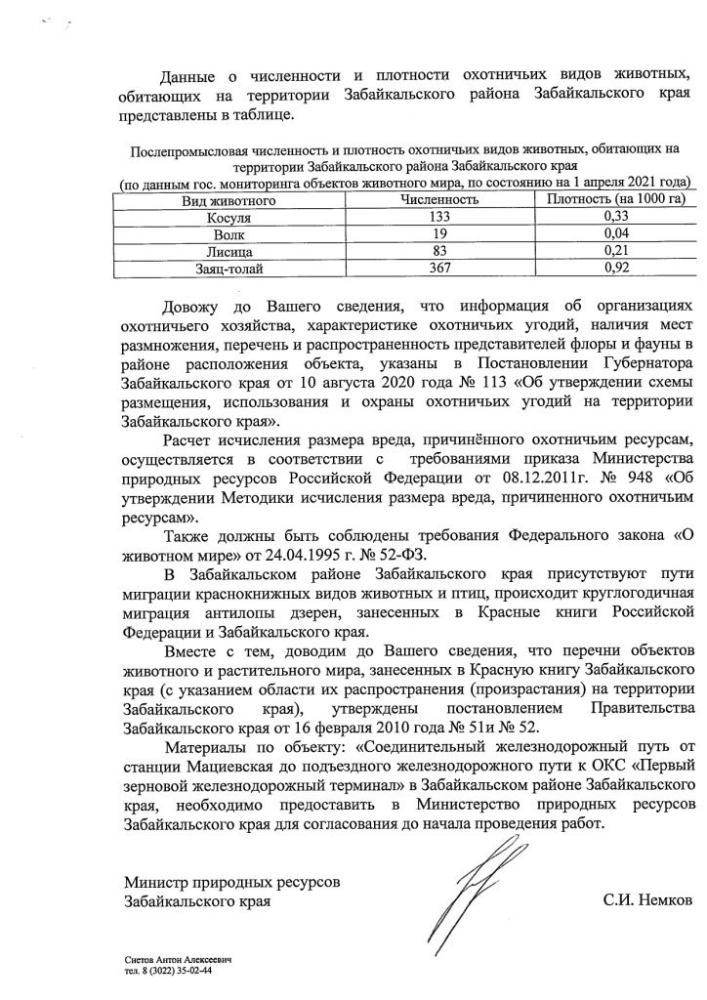 Данные о численности и плотности охотничьих видов животных,
обитающих на территории Забайкальского района Забайкальского края
представлены в таблице.
Послепромысловая численность и плотность охотничьих видов животных, обитающих на
территории Забайкальского района Забайкальского края
(по данным гос. мониторинга объектов животного мира, по состоянию на 1 апреля 2021 года)
Вид животного Численность Плотность (на 1000 га)
Косуля 133 0,33
Волк 19 0,04
Лисица 83 0,21
Заяц-толай 367 0,92
Довожу до Вашего сведения, что информация об организациях
охотничьего хозяйства, характеристике охотничьих угодий, наличия мест
размножения, перечень и распространенность представителей флоры и фауны в
районе расположения объекта, указаны в Постановлении Губернатора
Забайкальского края от 10 августа 2020 года № 113 «Об утверждении схемы
размещения, использования и охраны охотничьих угодий на территории
Забайкальского края».
Расчет исчисления размера вреда, причинённого охотничьим ресурсам,
осуществляется в соответствии с требованиями приказа Министерства
природных ресурсов Российской Федерации от 08.12.2011г. № 948 «Об
утверждении Методики исчисления размера вреда, причиненного охотничьим
ресурсам».
Также должны быть соблюдены требования Федерального закона «О
животном мире» от 24.04.1995 г. № 52-ФЗ.
В Забайкальском районе Забайкальского края присутствуют пути
миграции краснокнижных видов животных и птиц, происходит круглогодичная
миграция антилопы дзерен, занесенных в Красные книги Российской
Федерации и Забайкальского края.
Вместе с тем, доводим до Вашего сведения, что перечни объектов
животного и растительного мира, занесенных в Красную книгу Забайкальского
края (с указанием области их распространения (произрастания) на территории
Забайкальского края), утверждены постановлением Правительства
Забайкальского края от 16 февраля 2010 года № 51и № 52.
Материалы по объекту: «Соединительный железнодорожный путь от
станции Мациевская до подъездного железнодорожного пути к ОКС «Первый
зерновой железнодорожный терминал» в Забайкальском районе Забайкальского
края, необходимо предоставить в Министерство природных ресурсов
Забайкальского края для согласования до начала проведения работ.
Министр природных ресурсов
Забайкальского края С.И. Немков
Снетов Антон Алексеевич
тел. 8 (3022) 35-02-44